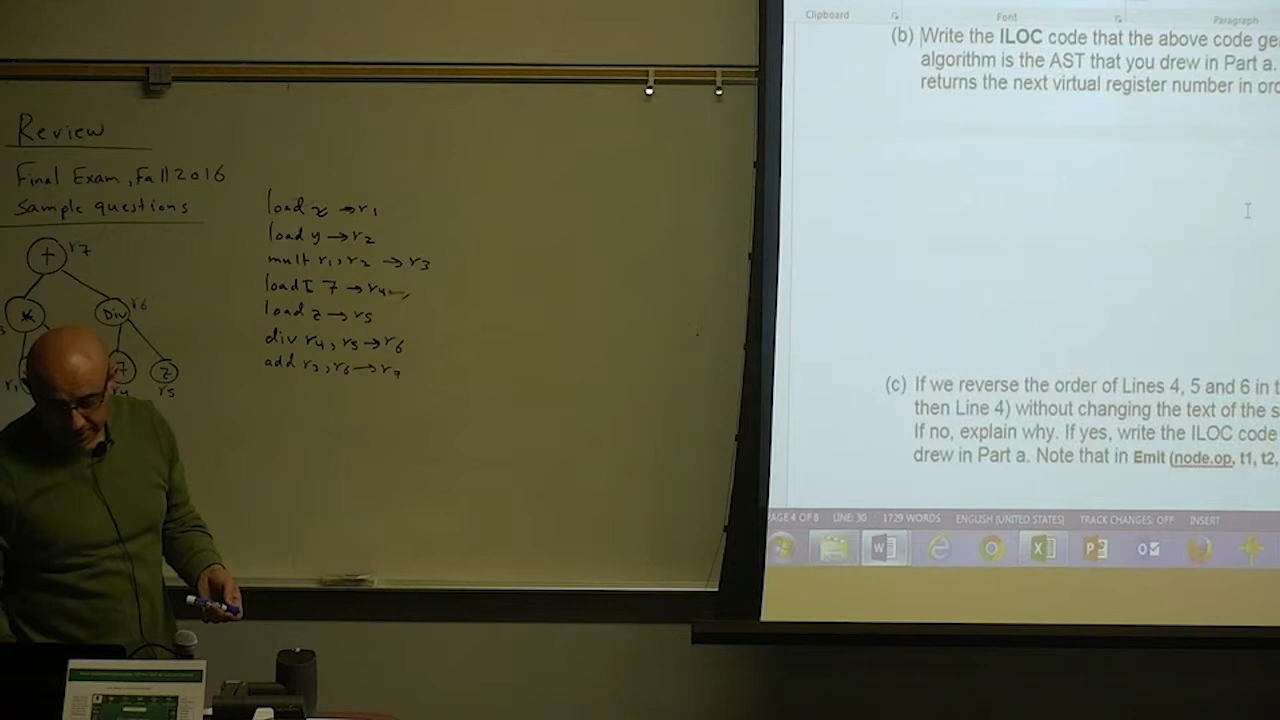 Review
Final Exam, Fall 2016
Sample questions
+ r7
* Div r6
7 z
r1 r4 r5
load x → r1
load y → r2
mult r1, r2 → r3
loadI 7 → r4
load z → r5
div r4, r5 → r6
add r3, r6 → r7
Clipboard Font Paragraph
(b) Write the ILOC code that the above code ge
algorithm is the AST that you drew in Part a.
returns the next virtual register number in ord
(c) If we reverse the order of Lines 4, 5 and 6 in t
then Line 4) without changing the text of the s
If no, explain why. If yes, write the ILOC code
drew in Part a. Note that in Emit (node.op, t1, t2,
PAGE 4 OF 8 LINE: 30 1729 WORDS ENGLISH (UNITED STATES) TRACK CHANGES: OFF INSERT